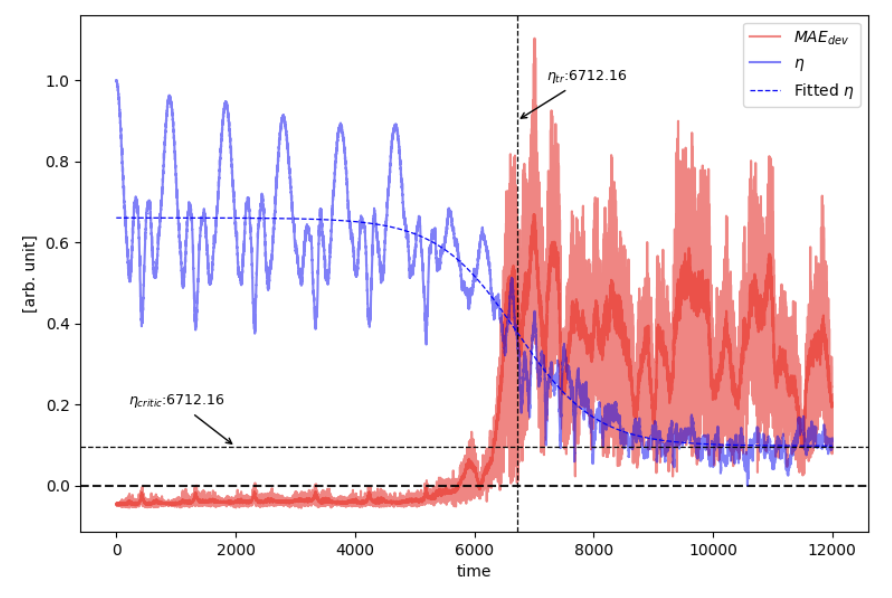 MAE_dev
η
Fitted η
η_tr:6712.16
η_critic:6712.16
[arb. unit]
1.0
0.8
0.6
0.4
0.2
0.0
0 2000 4000 6000 8000 10000 12000
time